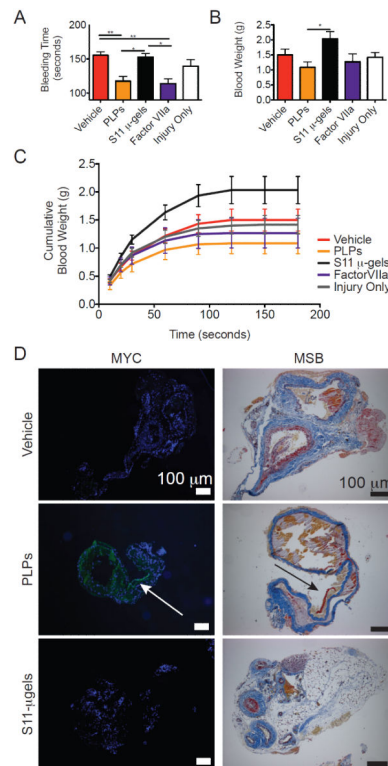 A
Bleeding Time
(seconds)
** **
* *
150
100
Vehicle
PLPs
S11 μ-gels
Factor VIIa
Injury Only
B
Blood Weight (g)
*
2.5
2.0
1.5
1.0
0.5
0.0
Vehicle
PLPs
S11 μ-gels
Factor VIIa
Injury Only
C
Cumulative
Blood Weight (g)
2.5
2.0
1.5
1.0
0.5
0.0
0 50 100 150 200
Time (seconds)
Vehicle
PLPs
S11 μ-gels
FactorVIIa
Injury Only
D
MYC MSB
Vehicle
100 μm 100 μm
PLPs
S11-μgels